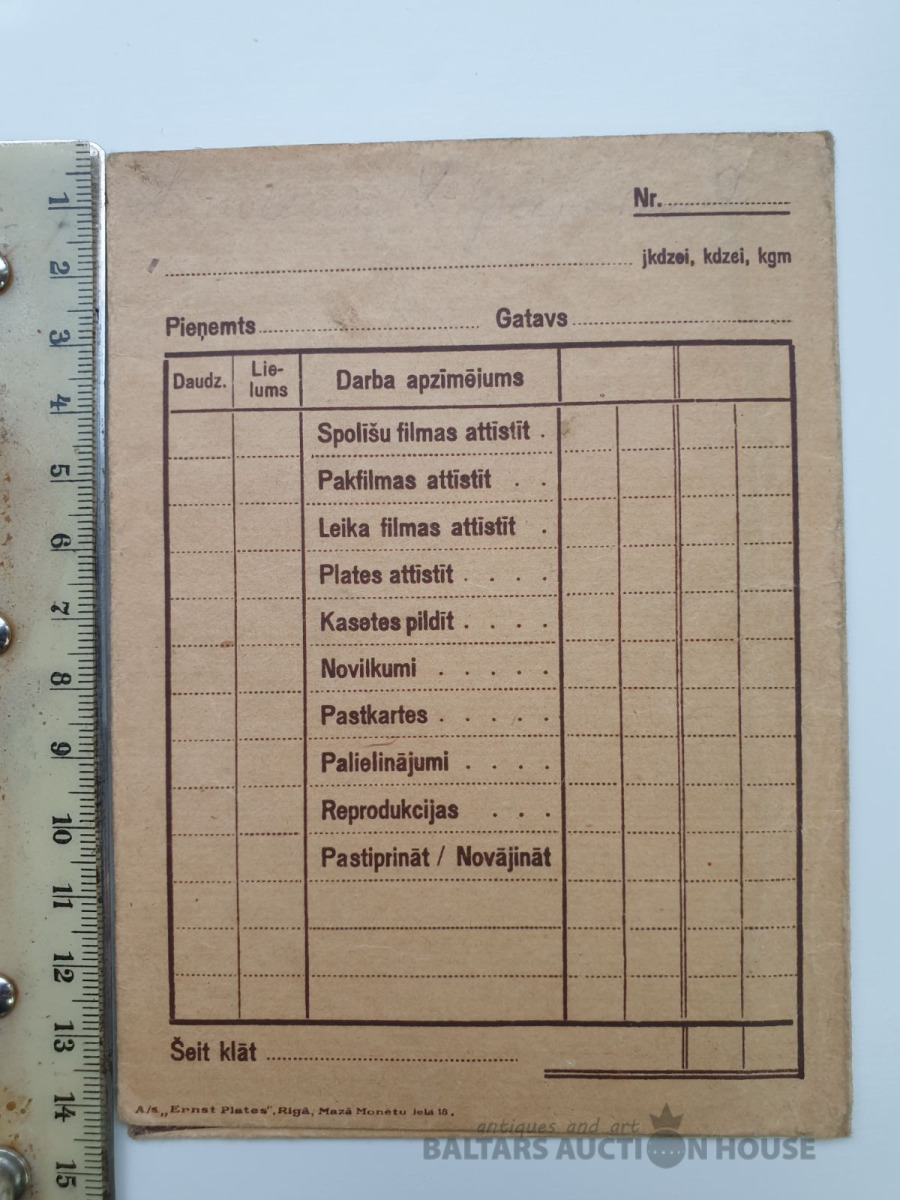 Nr.
jkdzei, kdzei, kgm
Pieņemts
Gatavs
Daudz.
Lie-
lums
Darba apzīmējums
Spolīšu filmas attīstīt
Pakfilmas attīstīt
Leika filmas attīstīt
Plates attīstīt
Kasetes pildīt
Novilkumi
Pastkartes
Palielinājumi
Reprodukcijas
Pastiprināt / Novājināt
Šeit klāt
A/s „Ernst Plates", Rīgā, Mazā Monētu ielā 18.
1
2
3
4
5
6
7
8
9
10
11
12
13
14
15
antiques and art
BALTARS AUCTION HOUSE